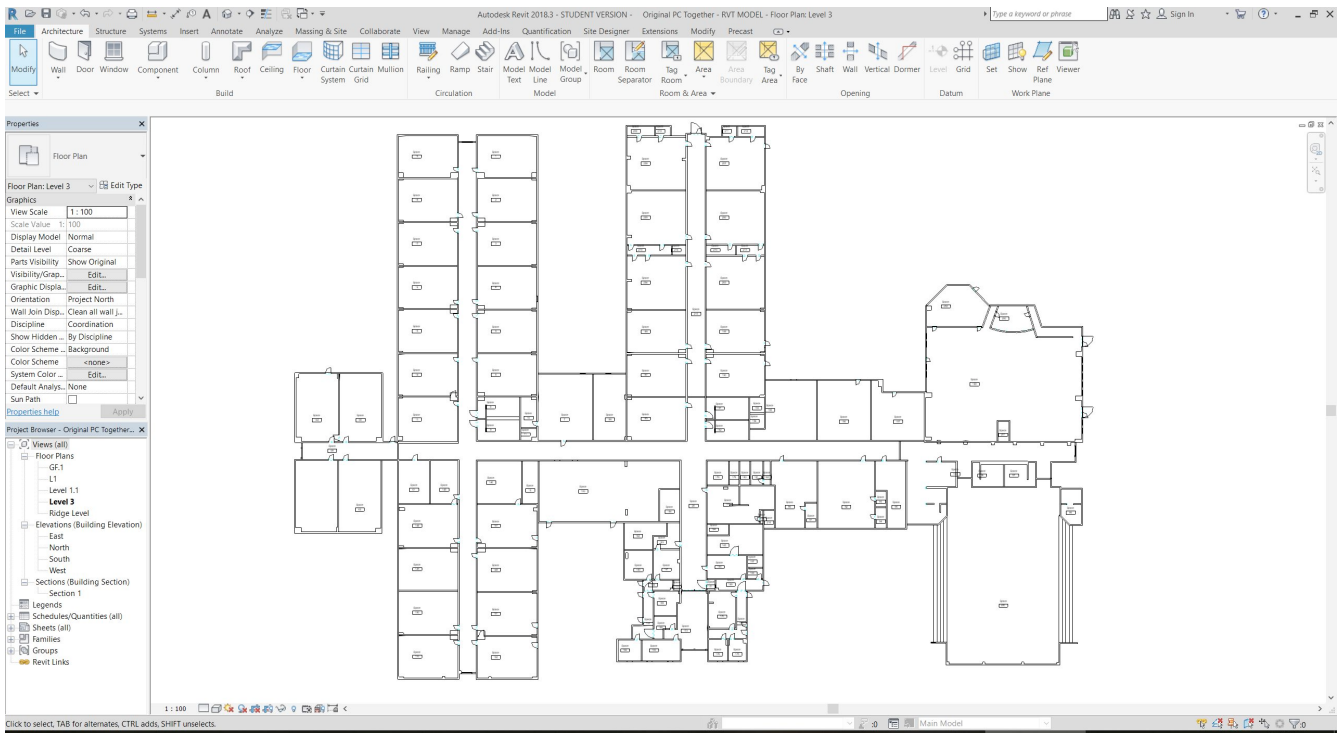 Autodesk Revit 2018.3 - STUDENT VERSION - Original PC Together - RVT MODEL - Floor Plan: Level 3
Type a keyword or phrase
Sign In
File Architecture Structure Systems Insert Annotate Analyze Massing & Site Collaborate View Manage Add-Ins Quantification Site Designer Extensions Modify Precast
Modify Wall Door Window Component Column Roof Ceiling Floor Curtain System Curtain Grid Mullion Railing Ramp Stair Model Text Model Line Model Group Room Room Separator Tag Room Area Area Boundary Tag Area By Face Shaft Wall Vertical Dormer Level Grid Set Show Ref Plane Viewer
Select Build Circulation Model Room & Area Opening Datum Work Plane
Properties
Floor Plan
Floor Plan: Level 3 Edit Type
Graphics
View Scale 1 : 100
Scale Value 1: 100
Display Model Normal
Detail Level Coarse
Parts Visibility Show Original
Visibility/Grap... Edit...
Graphic Displa... Edit...
Orientation Project North
Wall Join Disp... Clean all wall j...
Discipline Coordination
Show Hidden ... By Discipline
Color Scheme ... Background
Color Scheme <none>
System Color ... Edit...
Default Analys... None
Sun Path
Properties help Apply
Project Browser - Original PC Together...
Views (all)
Floor Plans
GF.1
L1
Level 1.1
Level 3
Ridge Level
Elevations (Building Elevation)
East
North
South
West
Sections (Building Section)
Section 1
Legends
Schedules/Quantities (all)
Sheets (all)
Families
Groups
Revit Links
1 : 100
Click to select, TAB for alternates, CTRL adds, SHIFT unselects.
:0
Main Model
:0